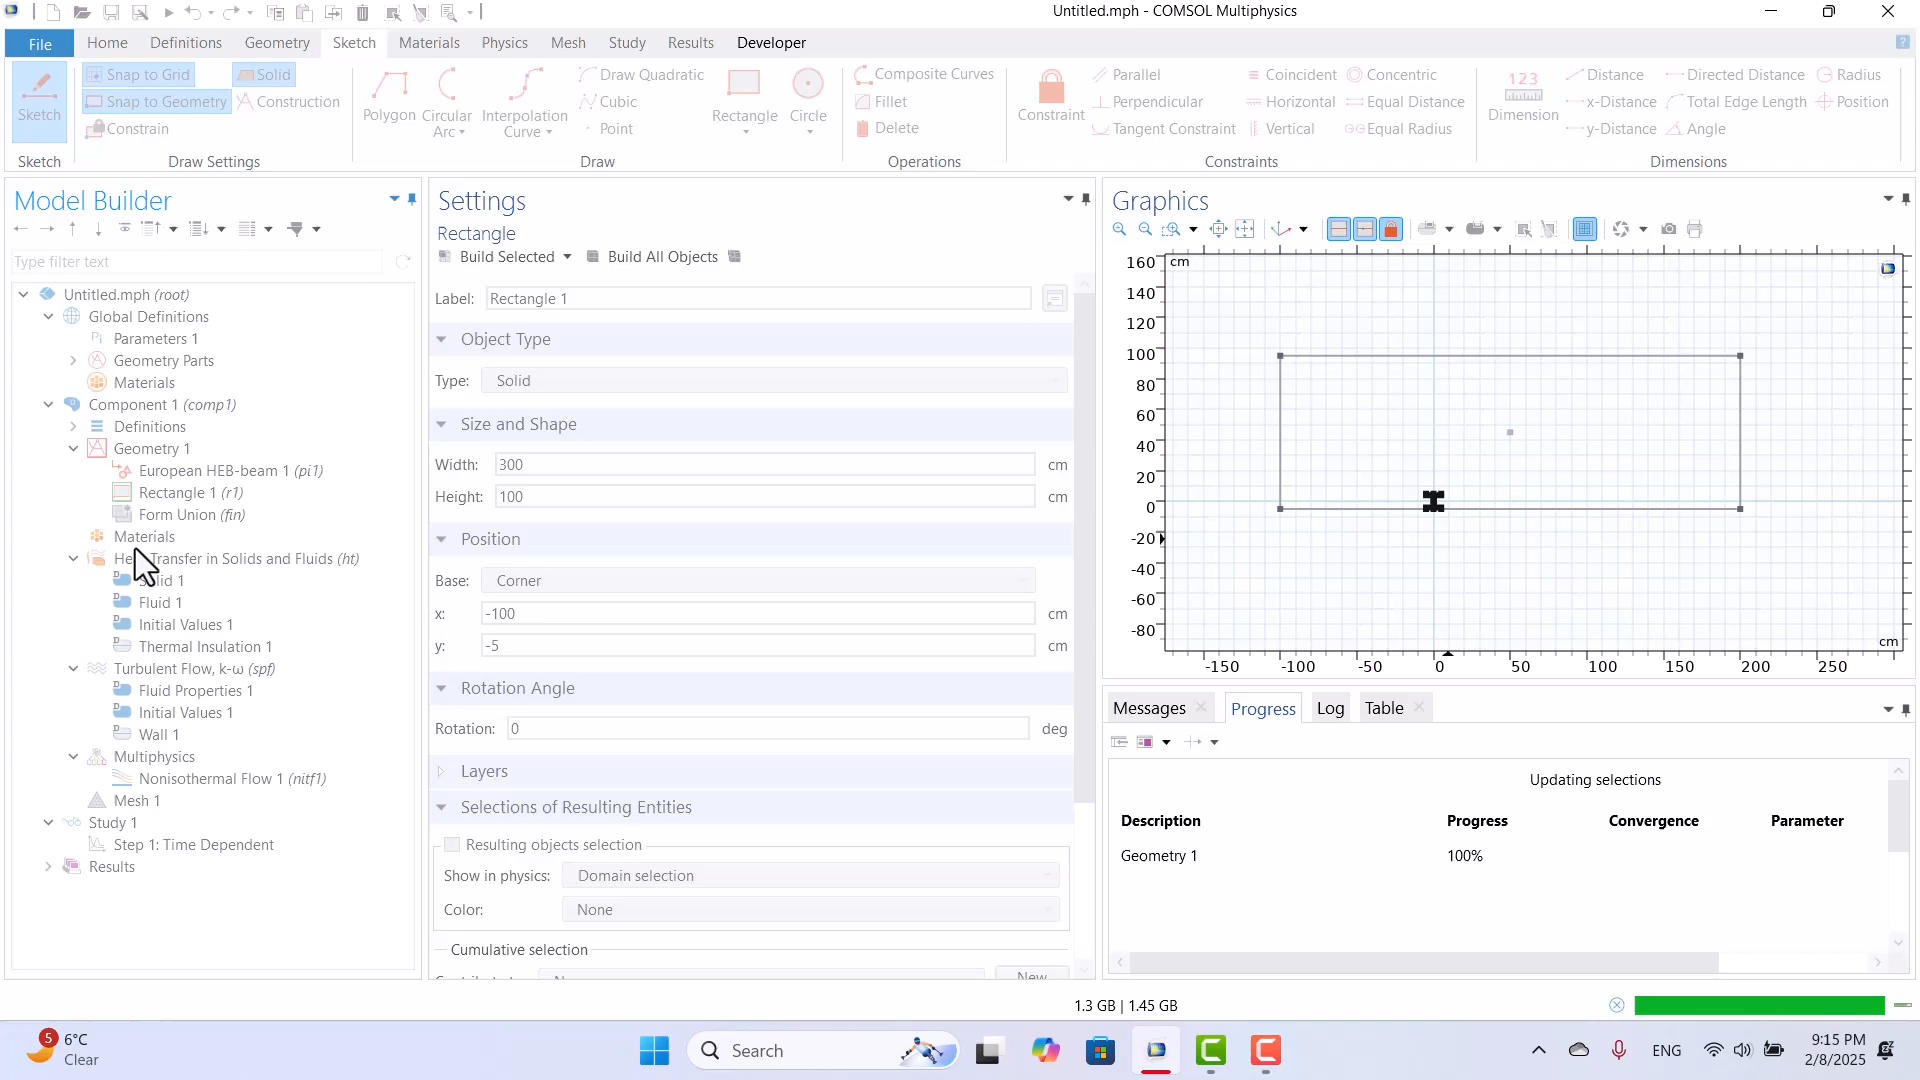 Untitled.mph - COMSOL Multiphysics
File Home Definitions Geometry Sketch Materials Physics Mesh Study Results Developer
Sketch
Snap to Grid Solid
Snap to Geometry Construction
Constrain
Polygon Circular Arc Interpolation Curve
Draw Quadratic
Cubic
Point
Rectangle Circle
Composite Curves
Fillet
Delete
Constraint
Parallel Coincident Concentric
Perpendicular Horizontal Equal Distance
Tangent Constraint Vertical Equal Radius
123
Dimension
Distance Directed Distance Radius
x-Distance Total Edge Length Position
y-Distance Angle
Sketch Draw Settings Draw Operations Constraints Dimensions
Model Builder
Type filter text
Untitled.mph (root)
Global Definitions
Pi Parameters 1
Geometry Parts
Materials
Component 1 (comp1)
Definitions
Geometry 1
European HEB-beam 1 (pi1)
Rectangle 1 (r1)
Form Union (fin)
Materials
Transfer in Solids and Fluids (ht)
1
Fluid 1
Initial Values 1
Thermal Insulation 1
Turbulent Flow, k-ω (spf)
Fluid Properties 1
Initial Values 1
Wall 1
Multiphysics
Nonisothermal Flow 1 (nitf1)
Mesh 1
Study 1
Step 1: Time Dependent
Results
Settings
Rectangle
Build Selected Build All Objects
Label: Rectangle 1
Object Type
Type: Solid
Size and Shape
Width: 300 cm
Height: 100 cm
Position
Base: Corner
x: -100 cm
y: -5 cm
Rotation Angle
Rotation: 0 deg
Layers
Selections of Resulting Entities
Resulting objects selection
Show in physics: Domain selection
Color: None
Cumulative selection
New
Graphics
cm
160
140
120
100
80
60
40
20
0
-20
-40
-60
-80
cm
-150 -100 -50 0 50 100 150 200 250
Messages Progress Log Table
Updating selections
Description Progress Convergence Parameter
Geometry 1 100%
1.3 GB | 1.45 GB
5
6°C
Clear
Search
ENG
9:15 PM
2/8/2025